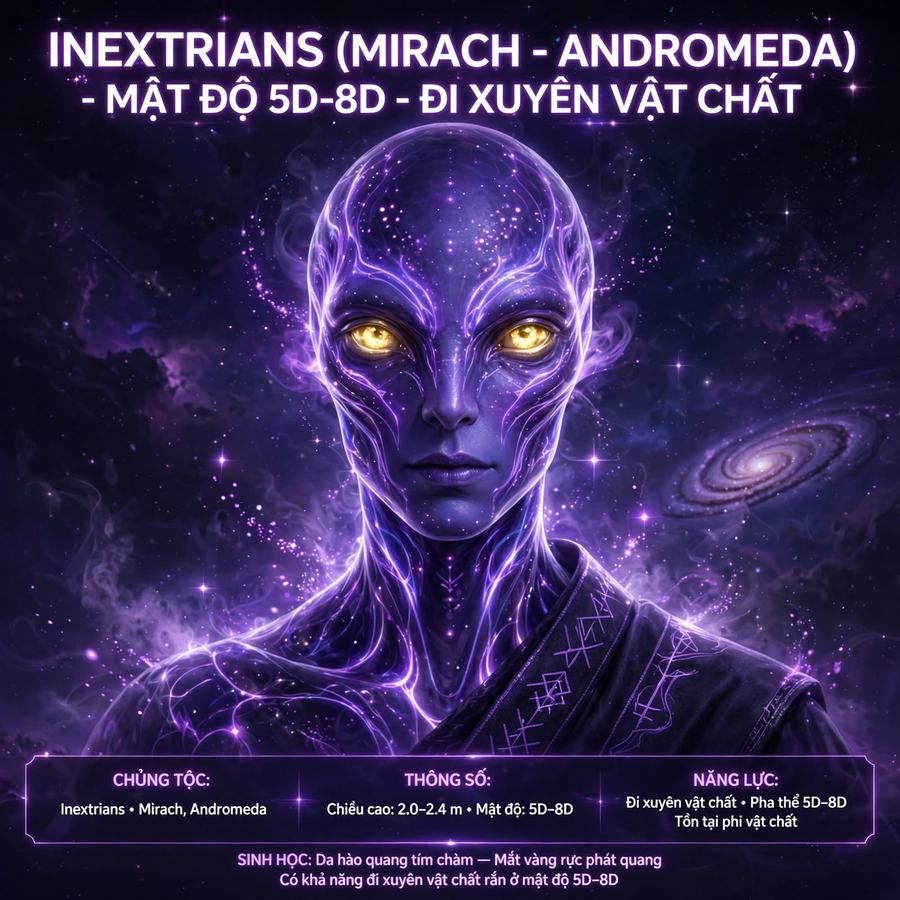 INEXTRIANS (MIRACH - ANDROMEDA)
- MẬT ĐỘ 5D-8D - ĐI XUYÊN VẬT CHẤT
CHỦNG TỘC:
Inextrians • Mirach, Andromeda
THÔNG SỐ:
Chiều cao: 2.0–2.4 m • Mật độ: 5D–8D
NĂNG LỰC:
Đi xuyên vật chất • Pha thể 5D–8D
Tồn tại phi vật chất
SINH HỌC: Da hào quang tím chàm — Mắt vàng rực phát quang
Có khả năng đi xuyên vật chất rắn ở mật độ 5D–8D